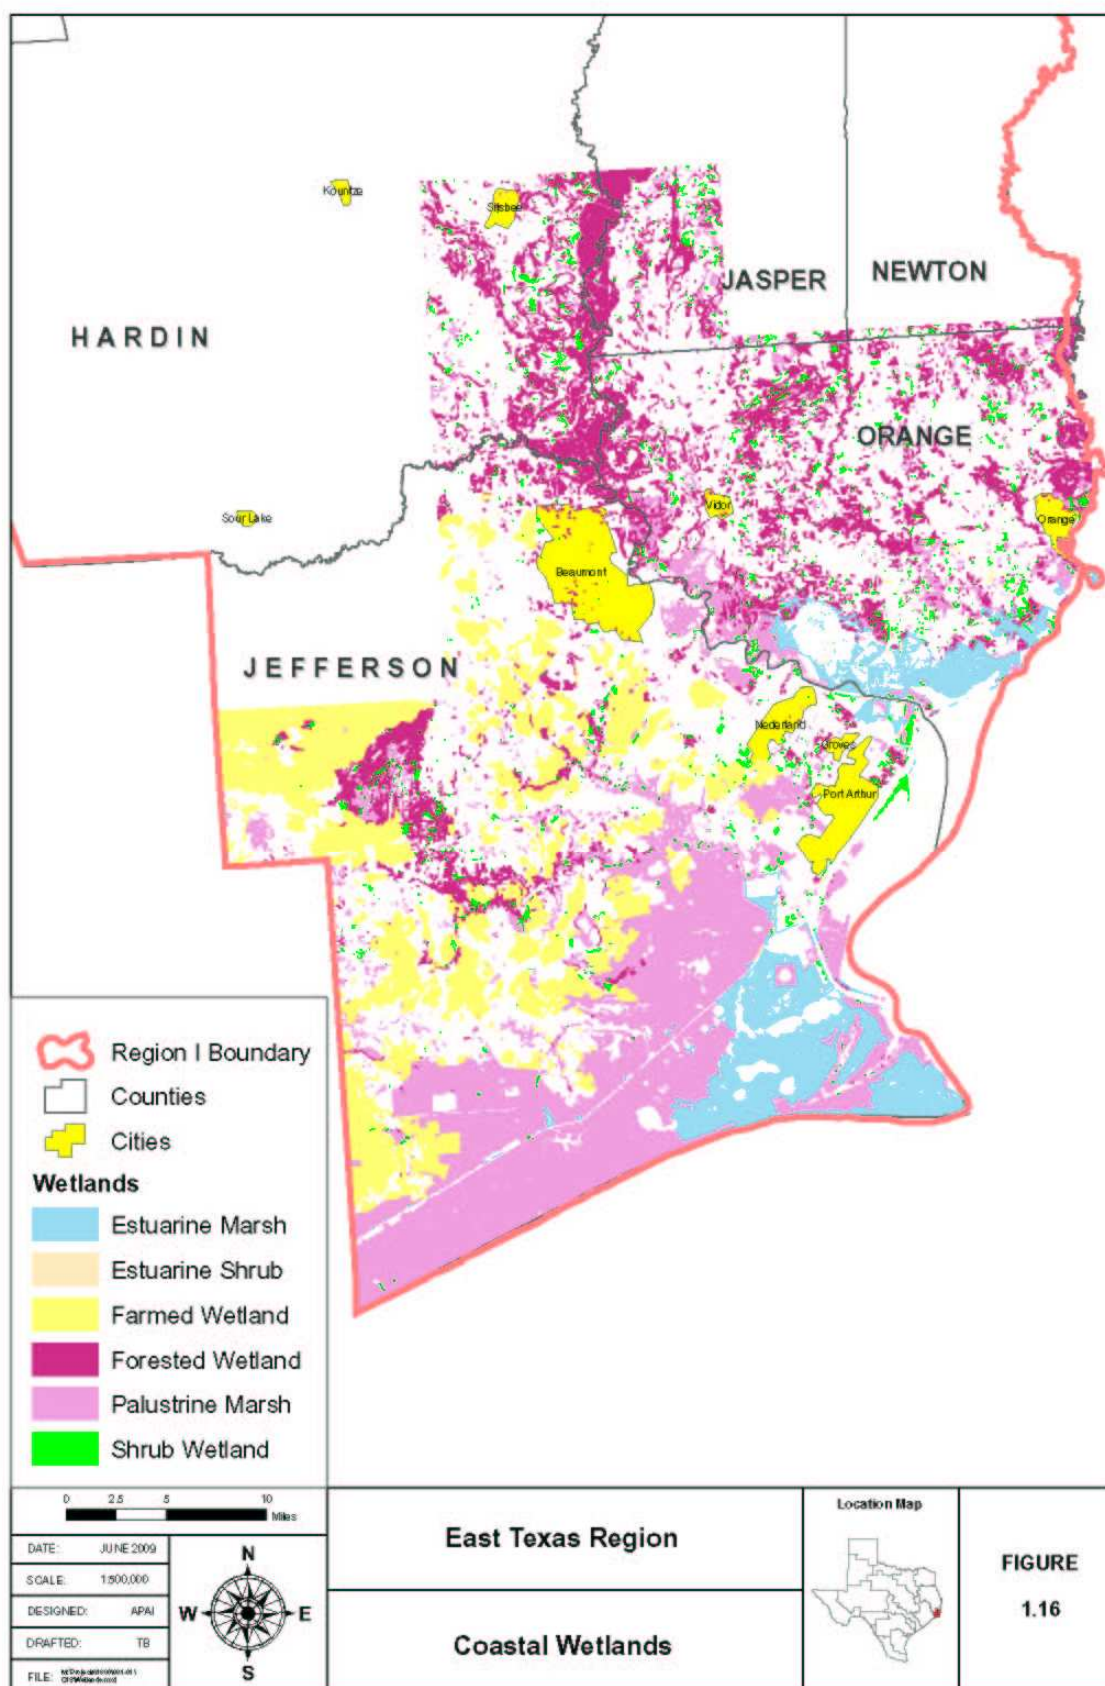 Kountze
Silsbee
JASPER
NEWTON
HARDIN
ORANGE
Sour Lake
Vidor
Orange
Beaumont
JEFFERSON
Nederland
Groves
Port Arthur
Region I Boundary
Counties
Cities
Wetlands
Estuarine Marsh
Estuarine Shrub
Farmed Wetland
Forested Wetland
Palustrine Marsh
Shrub Wetland
0 2.5 5 10
Miles
DATE: JUNE 2009
SCALE: 1:500,000
DESIGNED: APAI
DRAFTED: TB
FILE:
N
W E
S
East Texas Region
Coastal Wetlands
Location Map
FIGURE
1.16